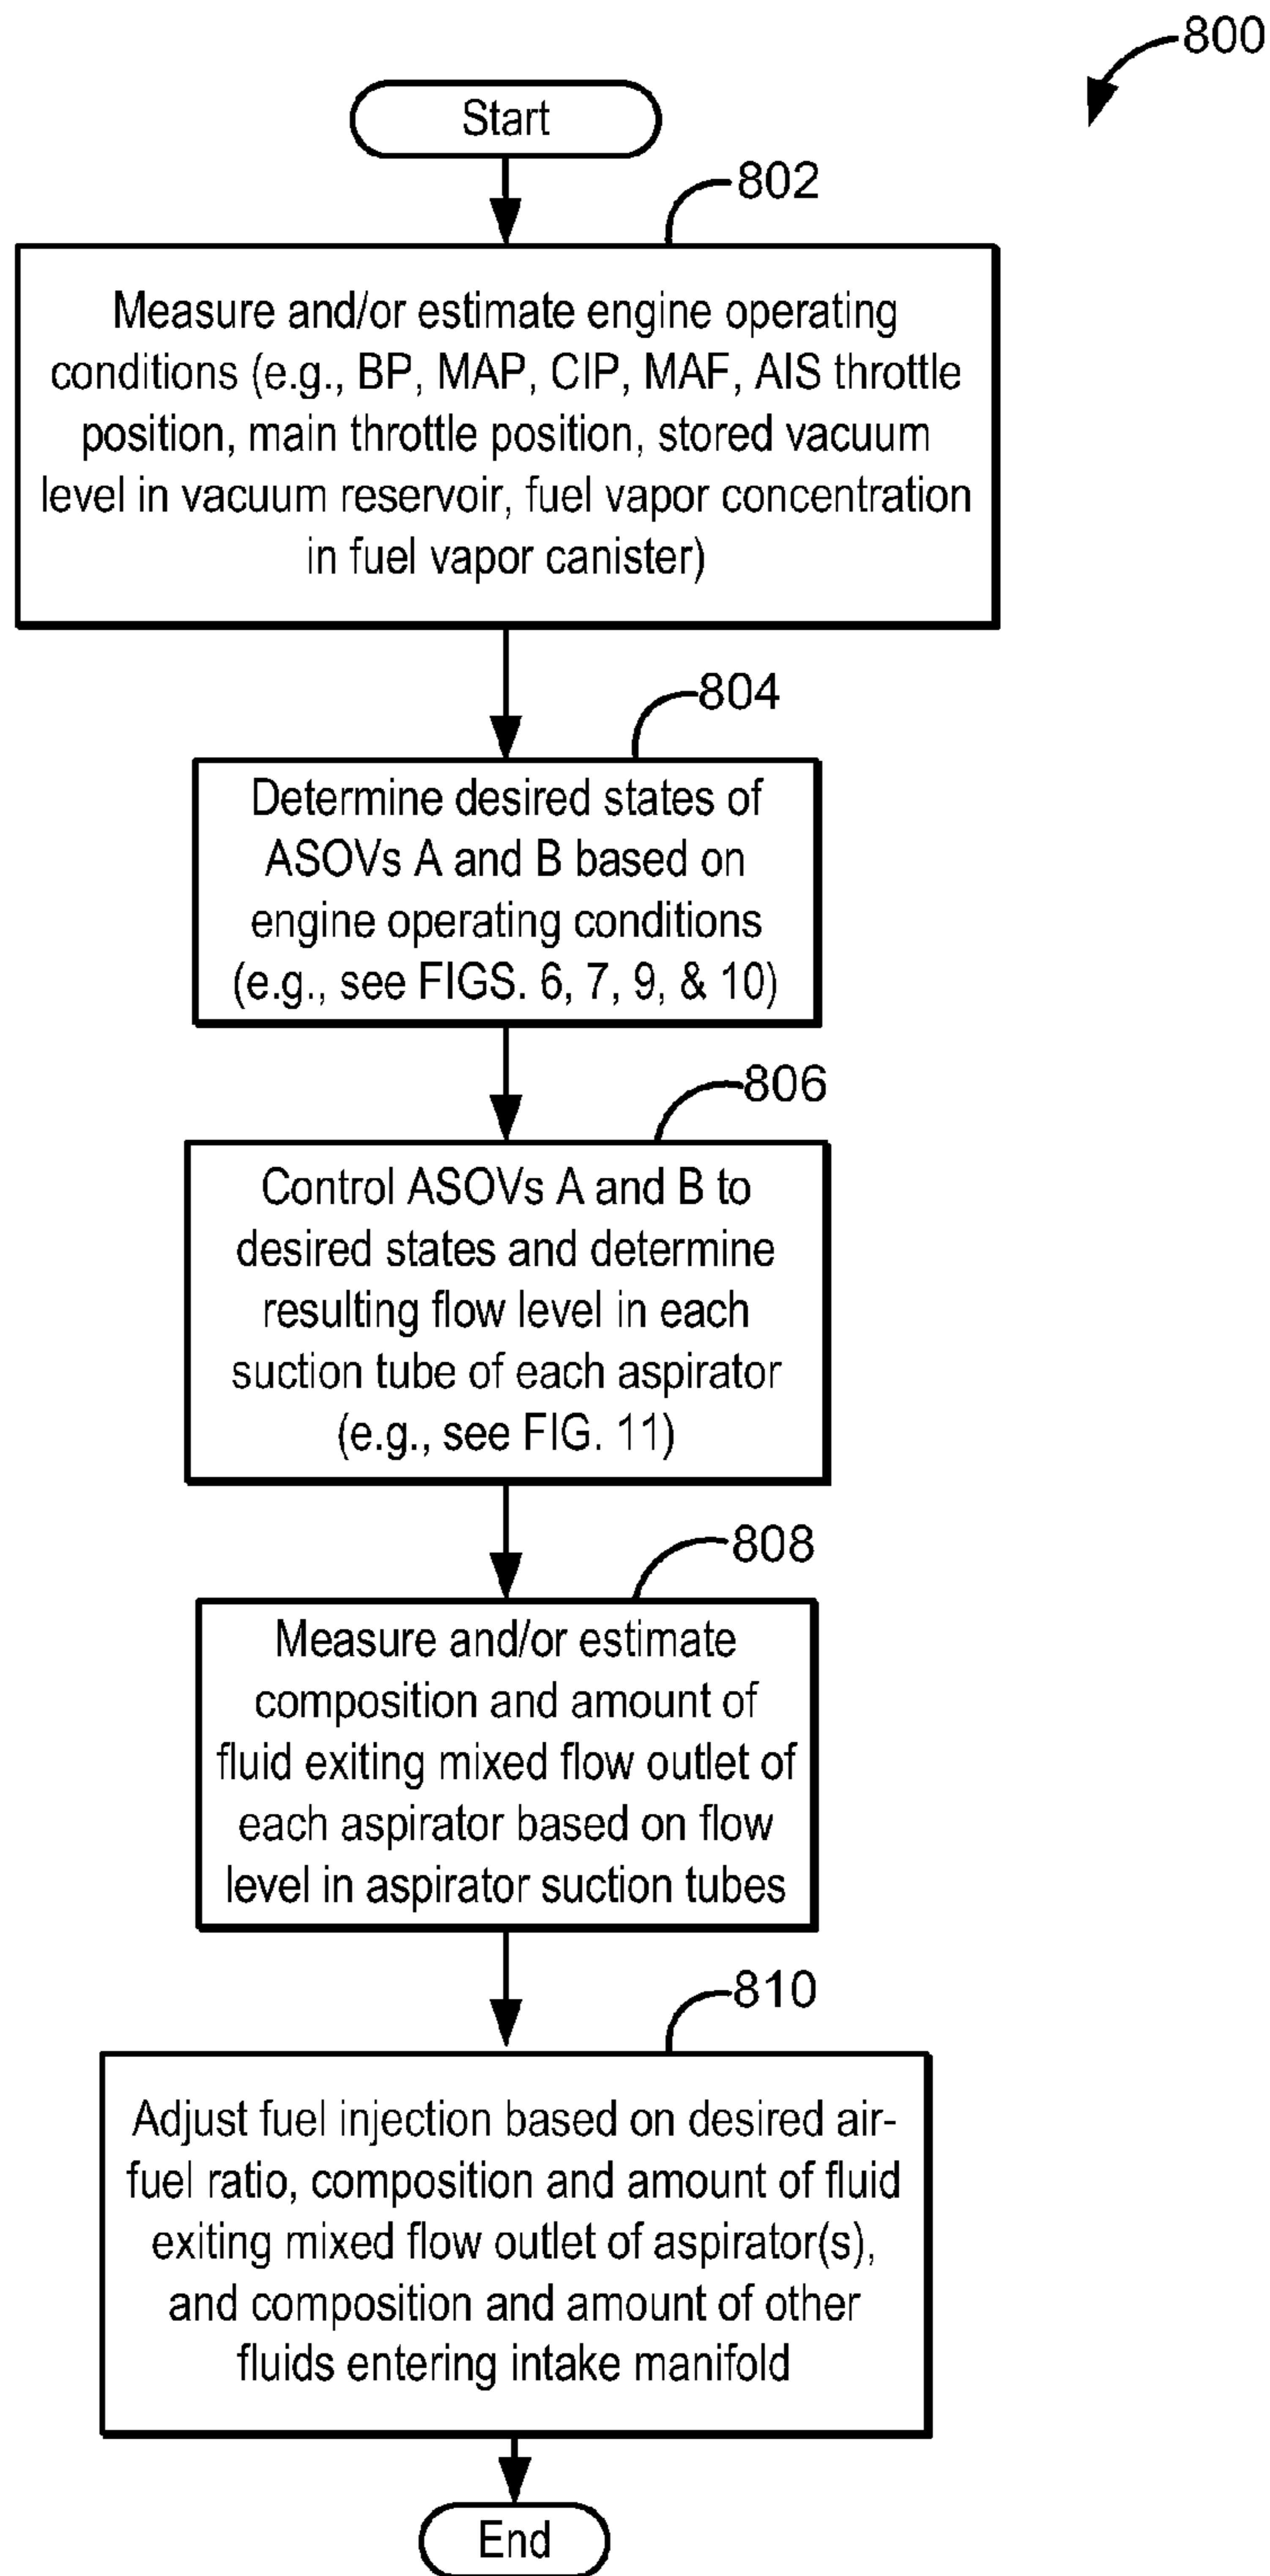 800
Start
802
Measure and/or estimate engine operating
conditions (e.g., BP, MAP, CIP, MAF, AIS throttle
position, main throttle position, stored vacuum
level in vacuum reservoir, fuel vapor concentration
in fuel vapor canister)
804
Determine desired states of
ASOVs A and B based on
engine operating conditions
(e.g., see FIGS. 6, 7, 9, & 10)
806
Control ASOVs A and B to
desired states and determine
resulting flow level in each
suction tube of each aspirator
(e.g., see FIG. 11)
808
Measure and/or estimate
composition and amount of
fluid exiting mixed flow outlet of
each aspirator based on flow
level in aspirator suction tubes
810
Adjust fuel injection based on desired air-
fuel ratio, composition and amount of fluid
exiting mixed flow outlet of aspirator(s),
and composition and amount of other
fluids entering intake manifold
End